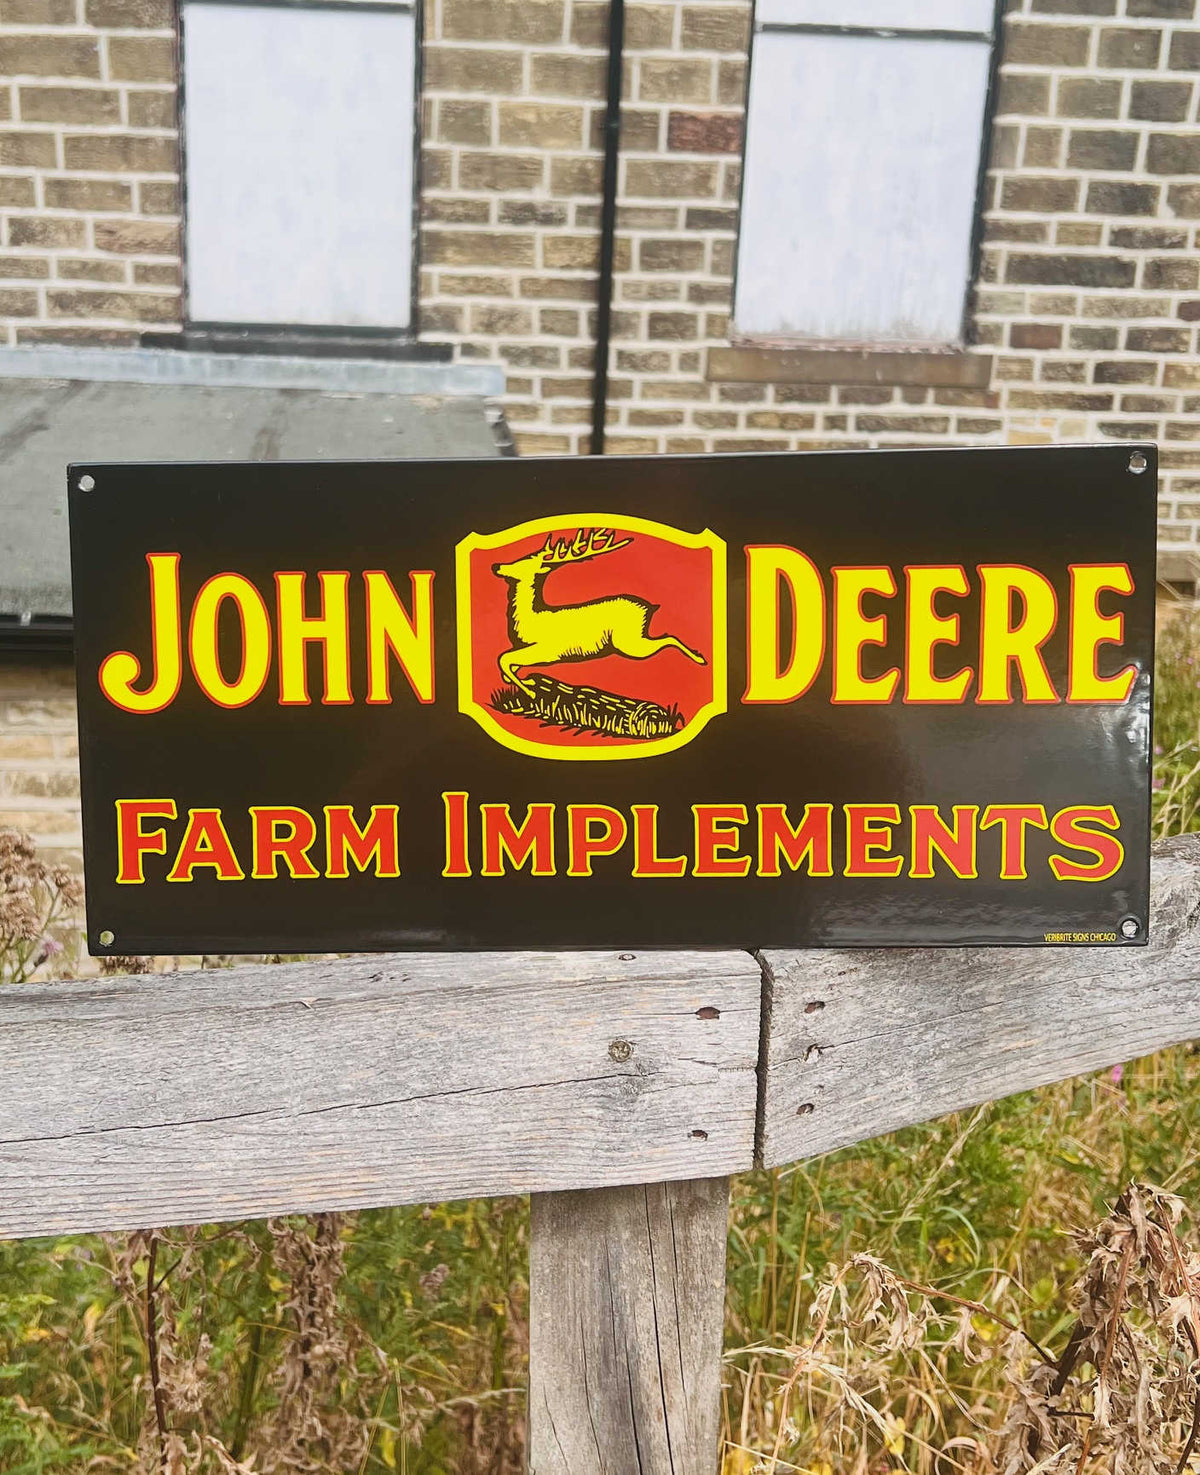 JOHN DEERE
FARM IMPLEMENTS
VERIBRITE SIGNS CHICAGO